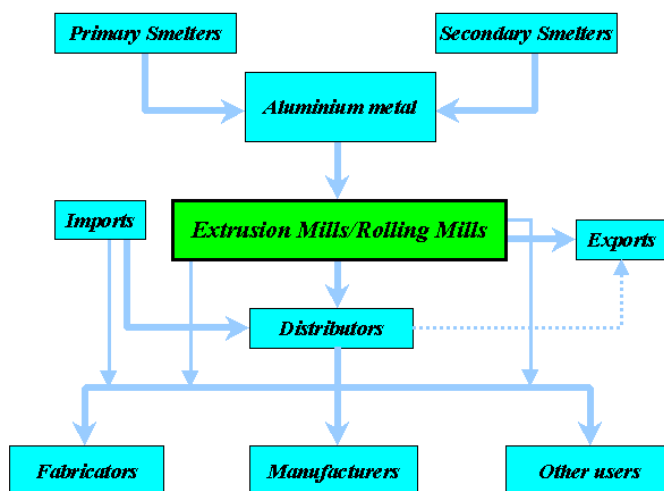 Primary Smelters
Secondary Smelters
Aluminium metal
Imports
Extrusion Mills/Rolling Mills
Exports
Distributors
Fabricators
Manufacturers
Other users